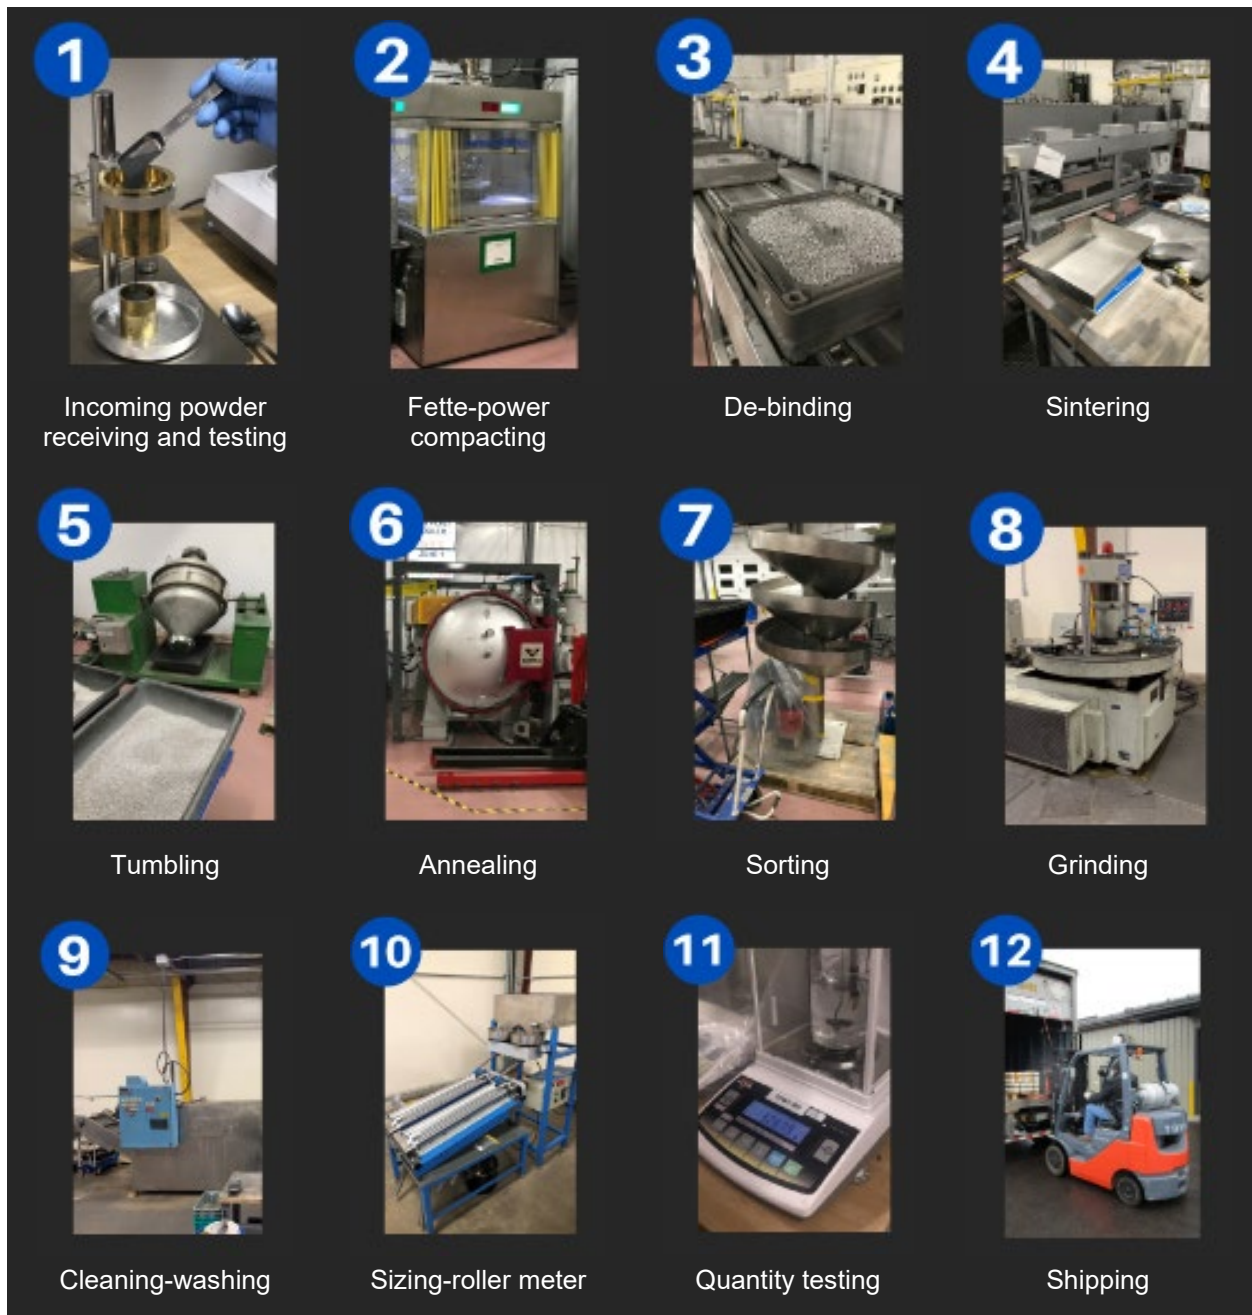 1
2
3
4
Incoming powder
receiving and testing
Fette-power
compacting
De-binding
Sintering
5
6
7
8
Tumbling
Annealing
Sorting
Grinding
9
10
11
12
Cleaning-washing
Sizing-roller meter
Quantity testing
Shipping